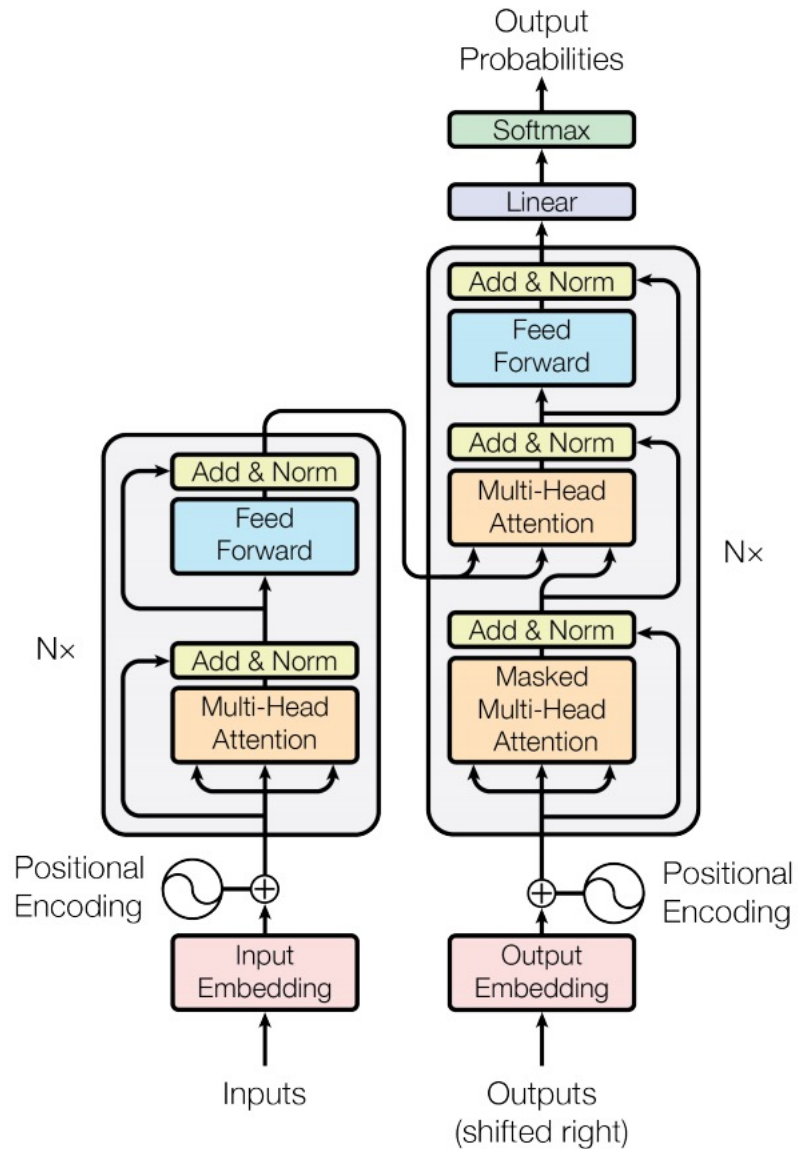 Output
Probabilities
Softmax
Linear
Add & Norm
Feed
Forward
Add & Norm
Multi-Head
Attention
N×
Add & Norm
Masked
Multi-Head
Attention
Add & Norm
Feed
Forward
N×
Add & Norm
Multi-Head
Attention
Positional
Encoding
Positional
Encoding
Input
Embedding
Output
Embedding
Inputs
Outputs
(shifted right)